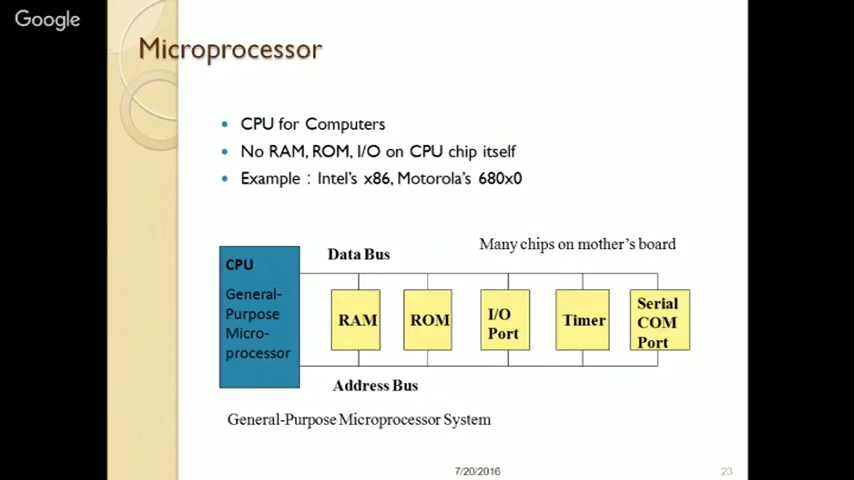 Google
Microprocessor
• CPU for Computers
• No RAM, ROM, I/O on CPU chip itself
• Example : Intel's x86, Motorola's 680x0
Many chips on mother's board
Data Bus
CPU
General-
Purpose
Micro-
processor
RAM
ROM
I/O
Port
Timer
Serial
COM
Port
Address Bus
General-Purpose Microprocessor System
7/20/2016
23